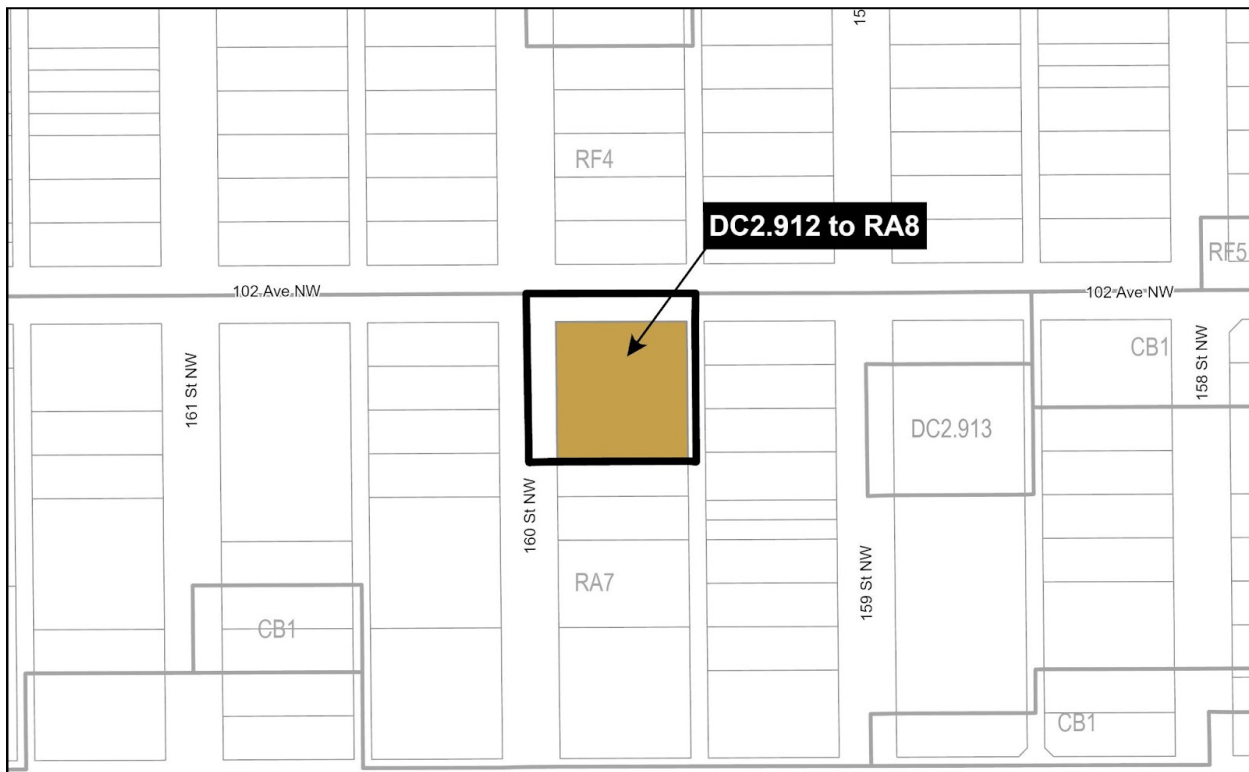 15
RF4
DC2.912 to RA8
RF5
102 Ave NW
102 Ave NW
CB1
158 St NW
161 St NW
DC2.913
160 St NW
159 St NW
RA7
CB1
CB1